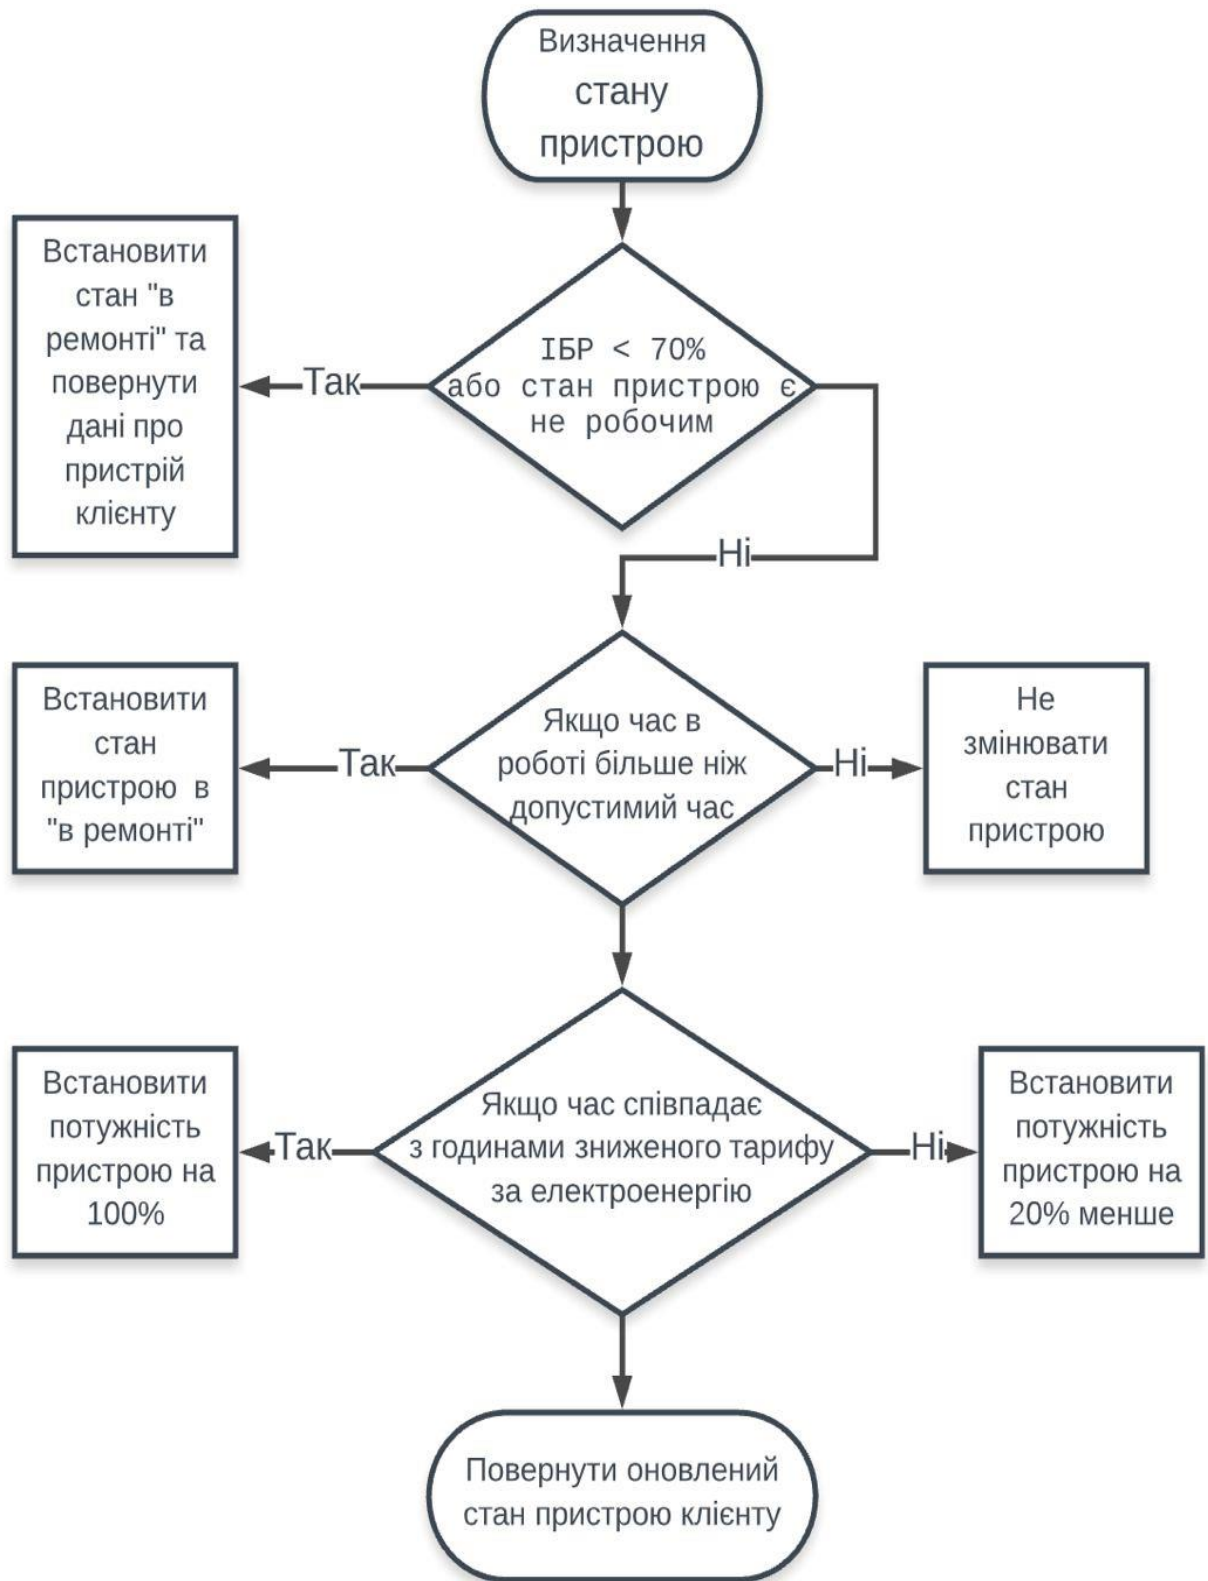 Визначення
стану
пристрою
Встановити
стан "в
ремонті" та
повернути
дані про
пристрій
клієнту
Так
ІБР < 70%
або стан пристрою є
не робочим
Ні
Встановити
стан
пристрою в
"в ремонті"
Так
Якщо час в
роботі більше ніж
допустимий час
Ні
Не
змінювати
стан
пристрою
Встановити
потужність
пристрою на
100%
Так
Якщо час співпадає
з годинами зниженого тарифу
за електроенергію
Ні
Встановити
потужність
пристрою на
20% менше
Повернути оновлений
стан пристрою клієнту